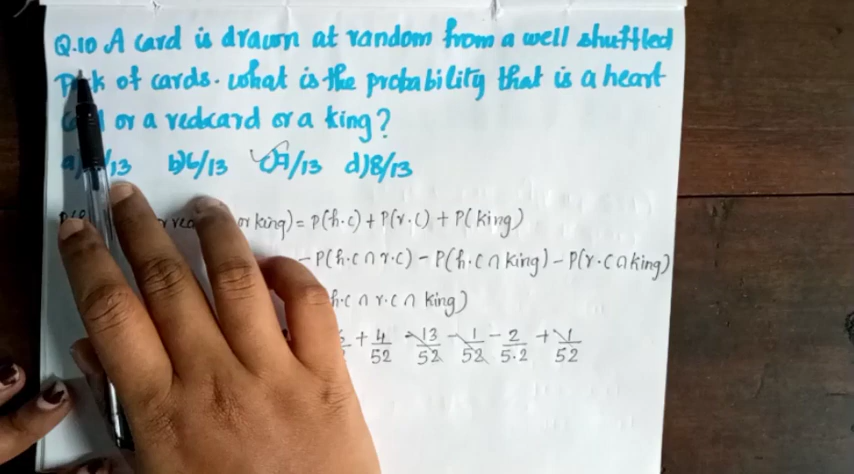 Q.10 A card is drawn at random from a well shuffled
of cards. what is the probability that is a heart
or a redcard or a king?
a) /13 b)6/13 c)7/13 d)8/13
or king) = P(h.c) + P(r.c) + P(king)
- P(h.c ∩ r.c) - P(h.c ∩ king) - P(r.c ∩ king)
h.c ∩ r.c ∩ king)
+ 4/52 - 13/52 - 1/52 - 2/5.2 + 1/52